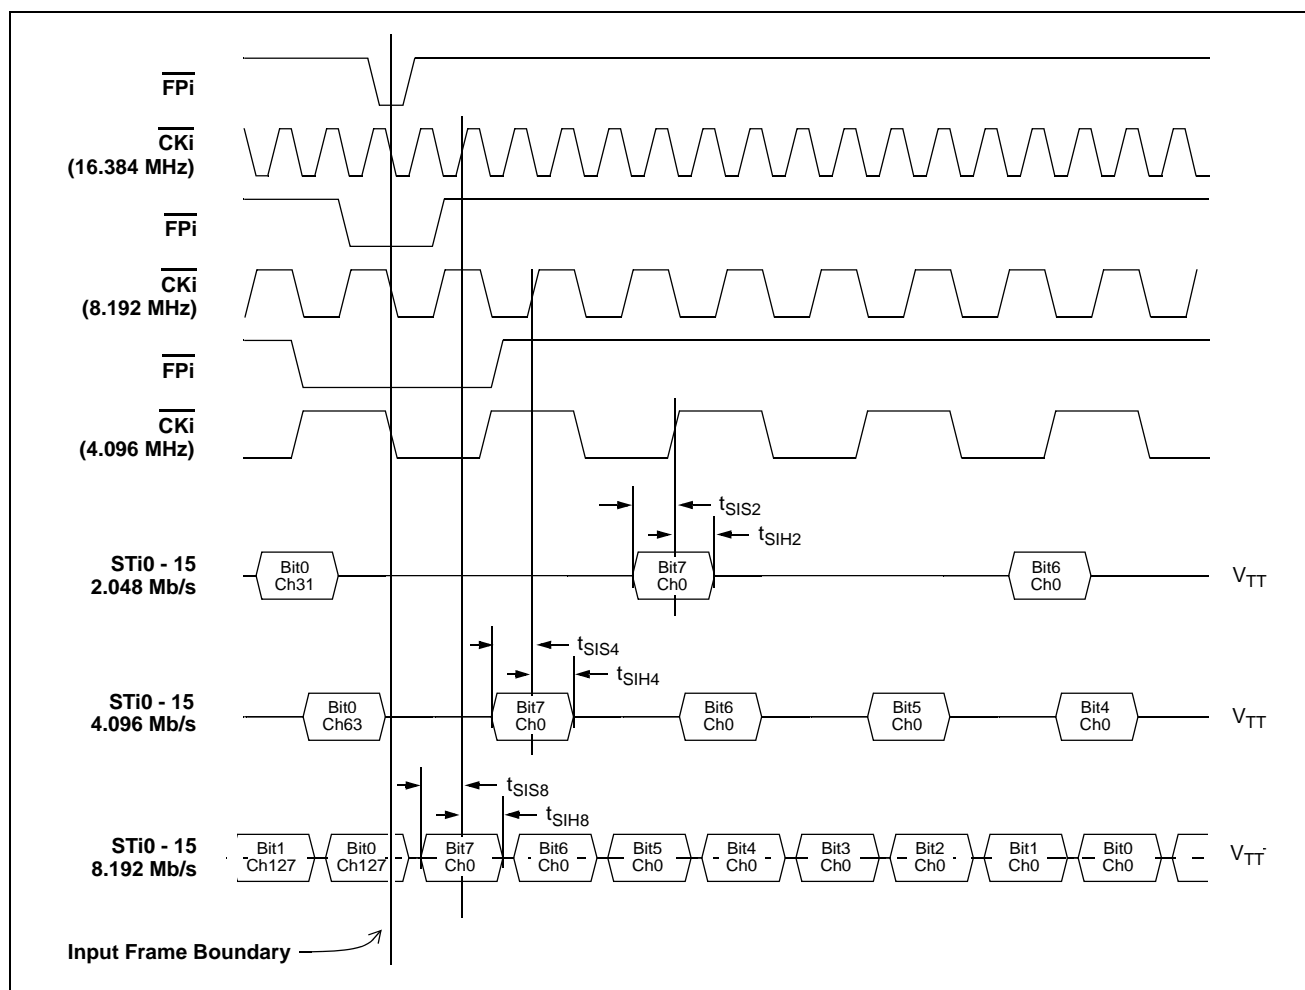 FPi
CKi
(16.384 MHz)
FPi
CKi
(8.192 MHz)
FPi
CKi
(4.096 MHz)
tSIS2
tSIH2
STi0 - 15
2.048 Mb/s
Bit0
Ch31
Bit7
Ch0
Bit6
Ch0
VTT
tSIS4
tSIH4
STi0 - 15
4.096 Mb/s
Bit0
Ch63
Bit7
Ch0
Bit6
Ch0
Bit5
Ch0
Bit4
Ch0
VTT
tSIS8
tSIH8
STi0 - 15
8.192 Mb/s
Bit1
Ch127
Bit0
Ch127
Bit7
Ch0
Bit6
Ch0
Bit5
Ch0
Bit4
Ch0
Bit3
Ch0
Bit2
Ch0
Bit1
Ch0
Bit0
Ch0
VTT
Input Frame Boundary